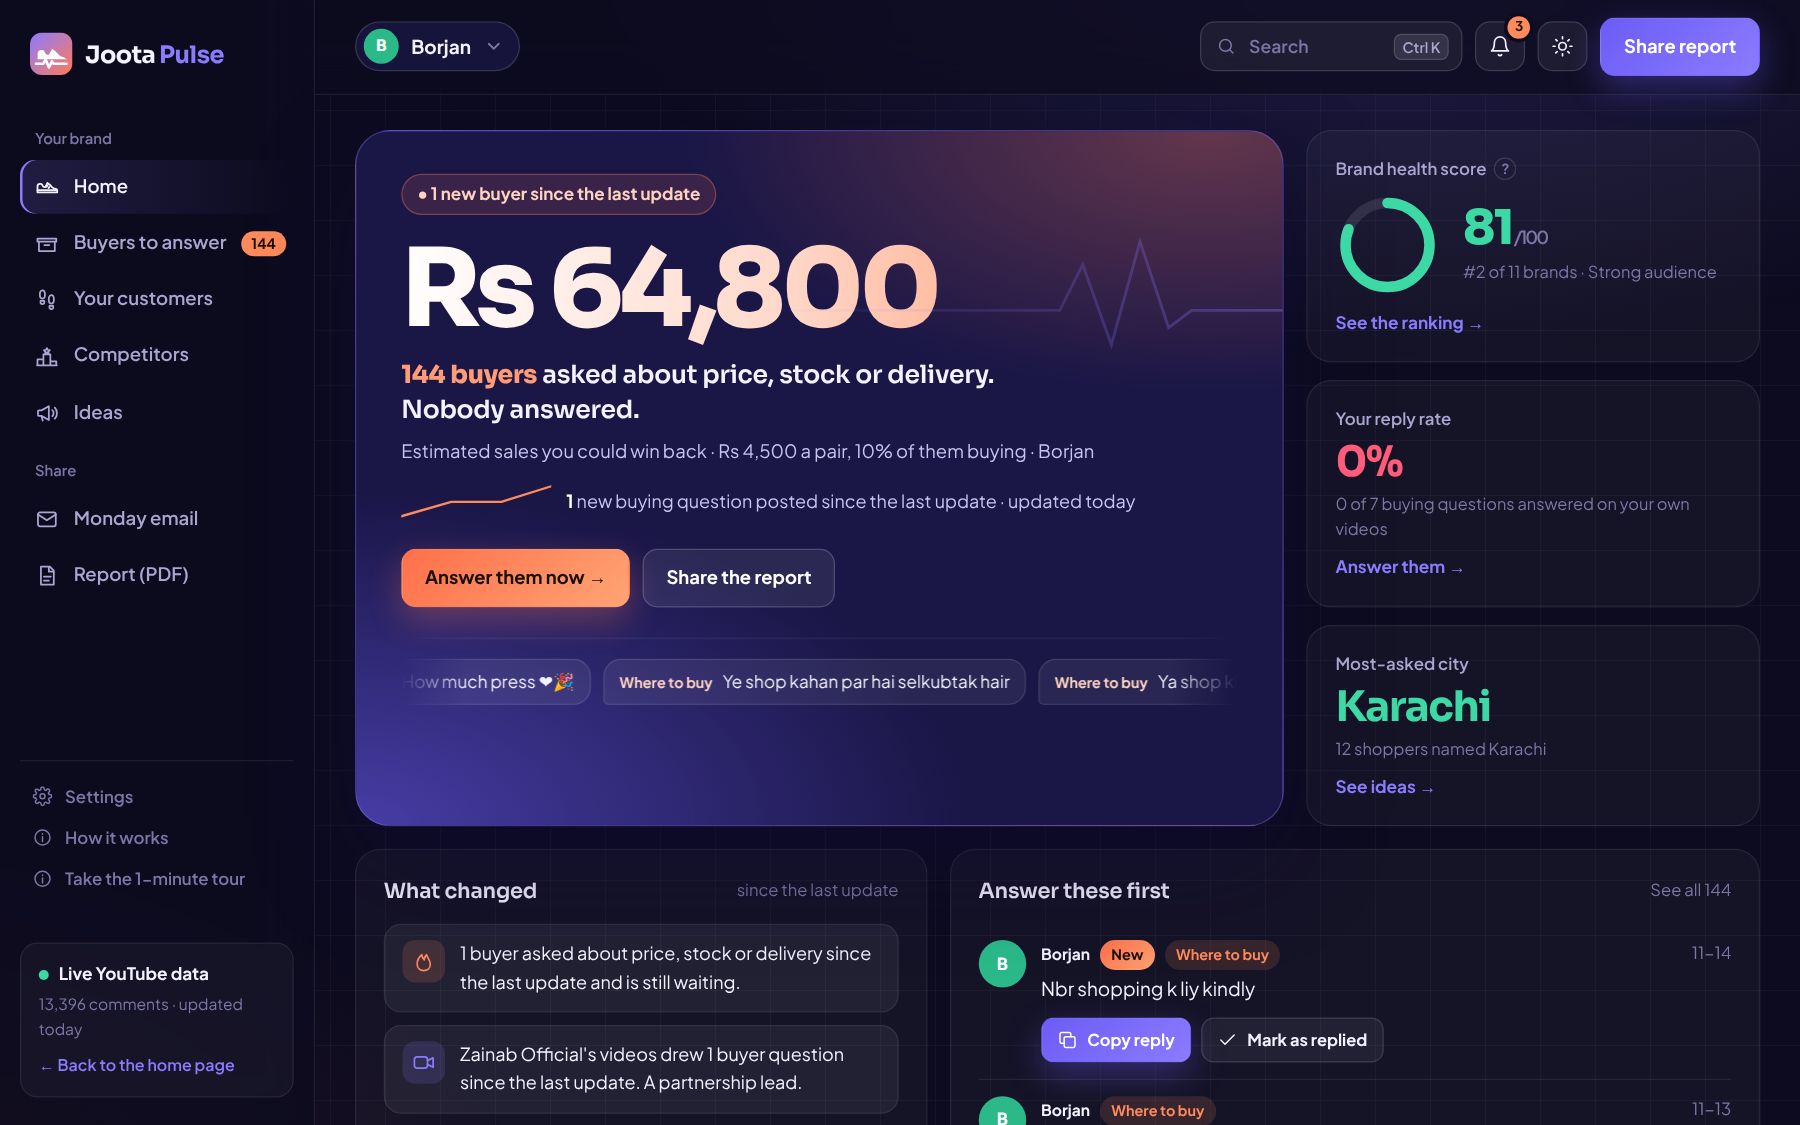 Joota Pulse
Your brand
Home
Buyers to answer 144
Your customers
Competitors
Ideas
Share
Monday email
Report (PDF)
Settings
How it works
Take the 1-minute tour
Live YouTube data
13,396 comments · updated
today
← Back to the home page
B Borjan
Search Ctrl K
3
Share report
• 1 new buyer since the last update
Rs 64,800
144 buyers asked about price, stock or delivery.
Nobody answered.
Estimated sales you could win back · Rs 4,500 a pair, 10% of them buying · Borjan
1 new buying question posted since the last update · updated today
Answer them now →
Share the report
How much press ❤🎉
Where to buy Ye shop kahan par hai selkubtak hair
Where to buy Ya shop
Brand health score ?
81/100
#2 of 11 brands · Strong audience
See the ranking →
Your reply rate
0%
0 of 7 buying questions answered on your own
videos
Answer them →
Most-asked city
Karachi
12 shoppers named Karachi
See ideas →
What changed since the last update
1 buyer asked about price, stock or delivery since
the last update and is still waiting.
Zainab Official's videos drew 1 buyer question
since the last update. A partnership lead.
Answer these first See all 144
B Borjan New Where to buy 11-14
Nbr shopping k liy kindly
Copy reply Mark as replied
B Borjan Where to buy 11-13